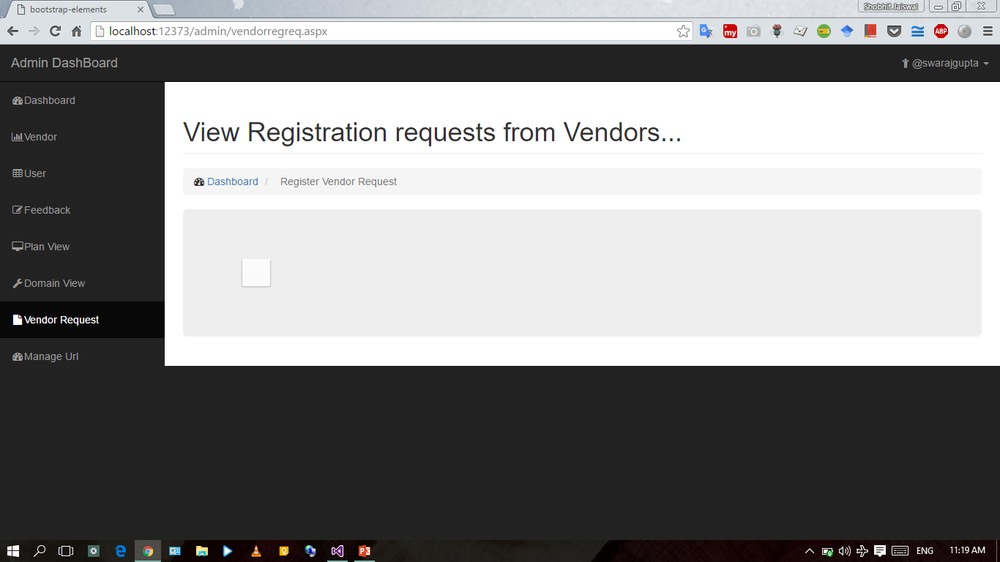 bootstrap-elements
Shobhit Jaiswal
localhost:12373/admin/vendorregreq.aspx
my
ABP
Admin DashBoard
@swarajgupta
Dashboard
Vendor
User
Feedback
Plan View
Domain View
Vendor Request
Manage Url
View Registration requests from Vendors...
Dashboard / Register Vendor Request
ENG
11:19 AM